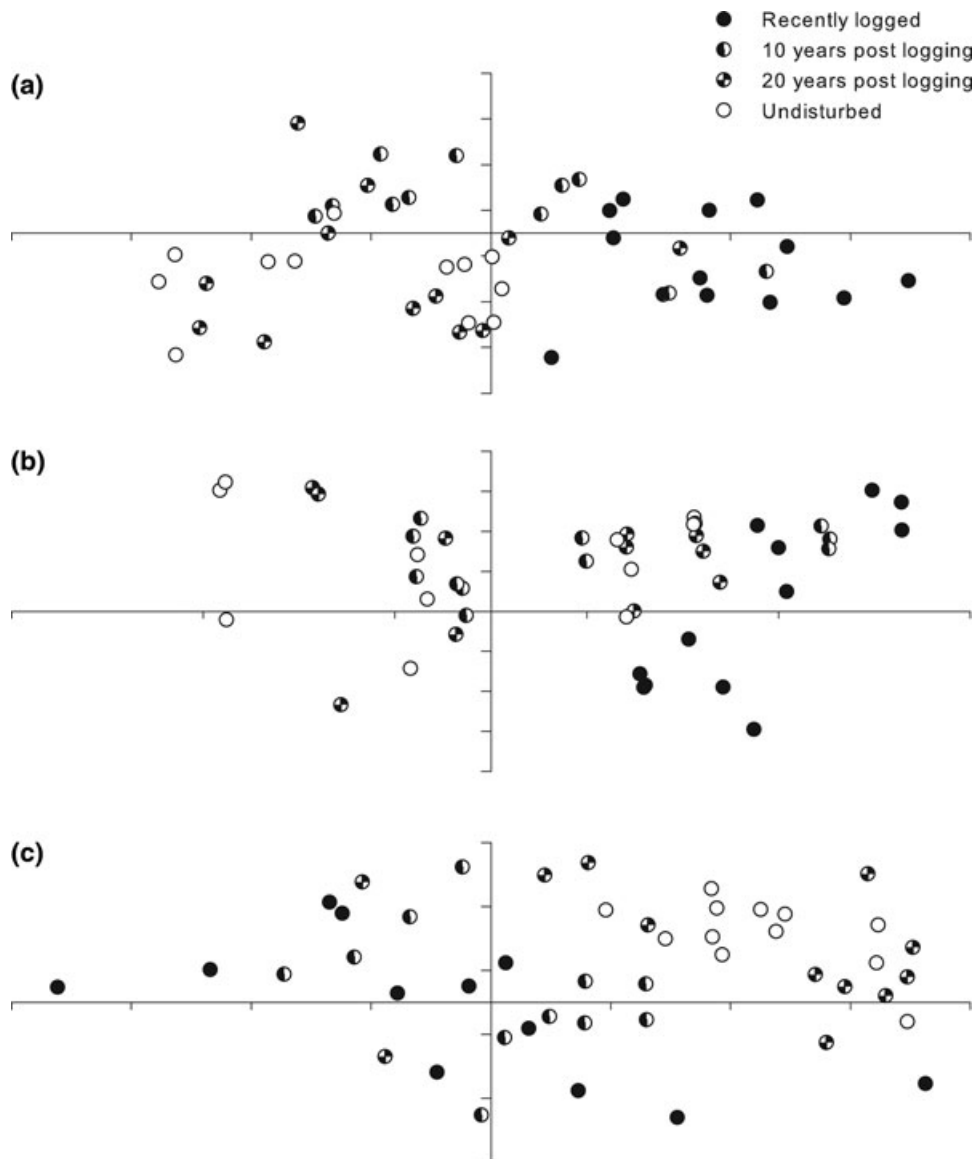 Recently logged
10 years post logging
(a)
20 years post logging
Undisturbed
(b)
(c)